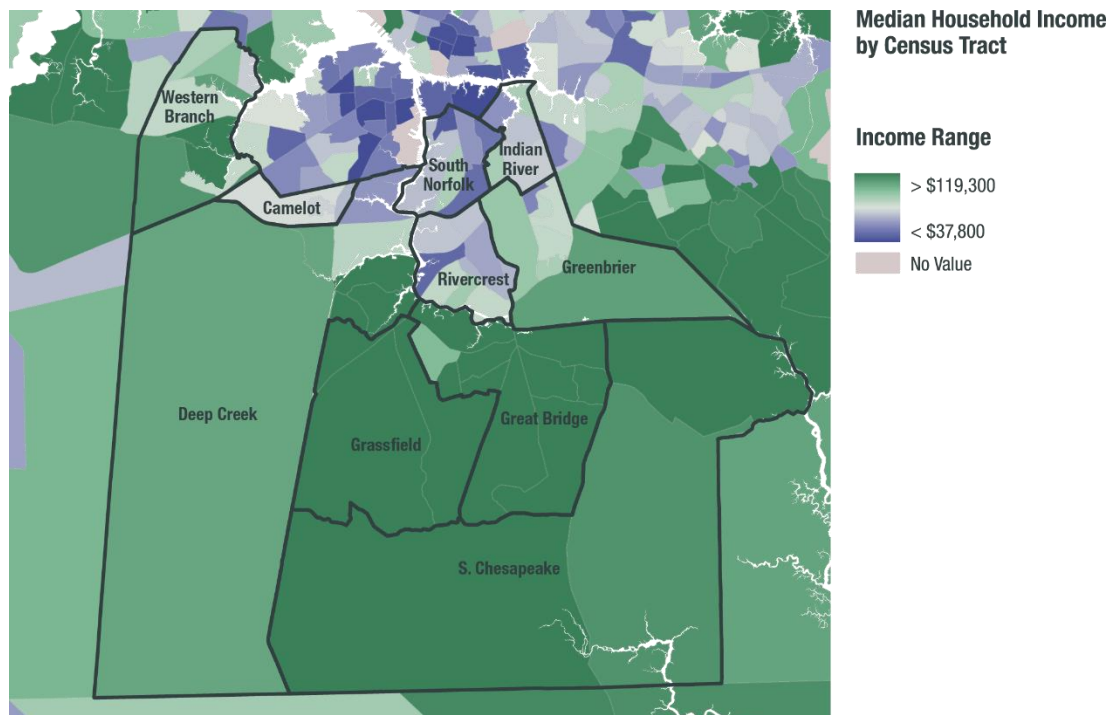 Median Household Income
by Census Tract
Income Range
> $119,300
< $37,800
No Value
Western
Branch
Indian
River
South
Norfolk
Camelot
Greenbrier
Rivercrest
Deep Creek
Great Bridge
Grassfield
S. Chesapeake